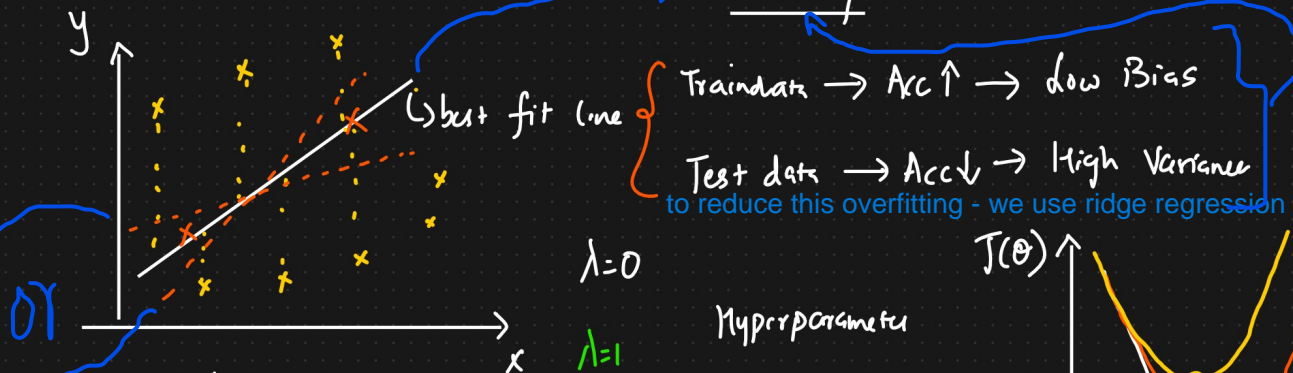 y
best fit line
Traindata → Acc ↑ → Low Bias
Test data → Acc↓ → High Variance
to reduce this overfitting - we use ridge regression
λ=0
J(θ)
Hyperparameter
x
λ=1